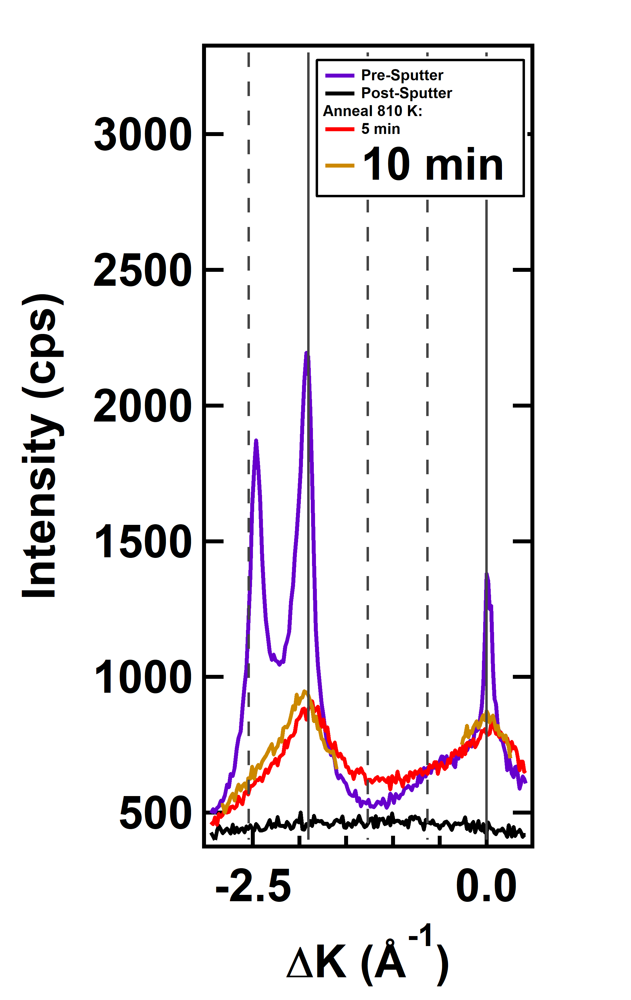 Pre-Sputter
Post-Sputter
Anneal 810 K:
5 min
10 min
3000
2500
2000
1500
1000
500
Intensity (cps)
-2.5 0.0
ΔK (Å-1)